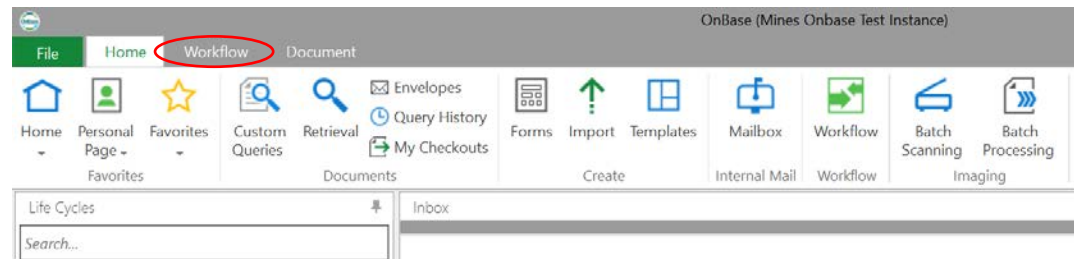 OnBase (Mines Onbase Test Instance)
File Home Workflow Document
Home Personal Page Favorites
Favorites
Custom Queries Retrieval
Envelopes
Query History
My Checkouts
Documents
Forms Import Templates
Create
Mailbox
Internal Mail
Workflow
Workflow
Batch Scanning Batch Processing
Imaging
Life Cycles
Search...
Inbox